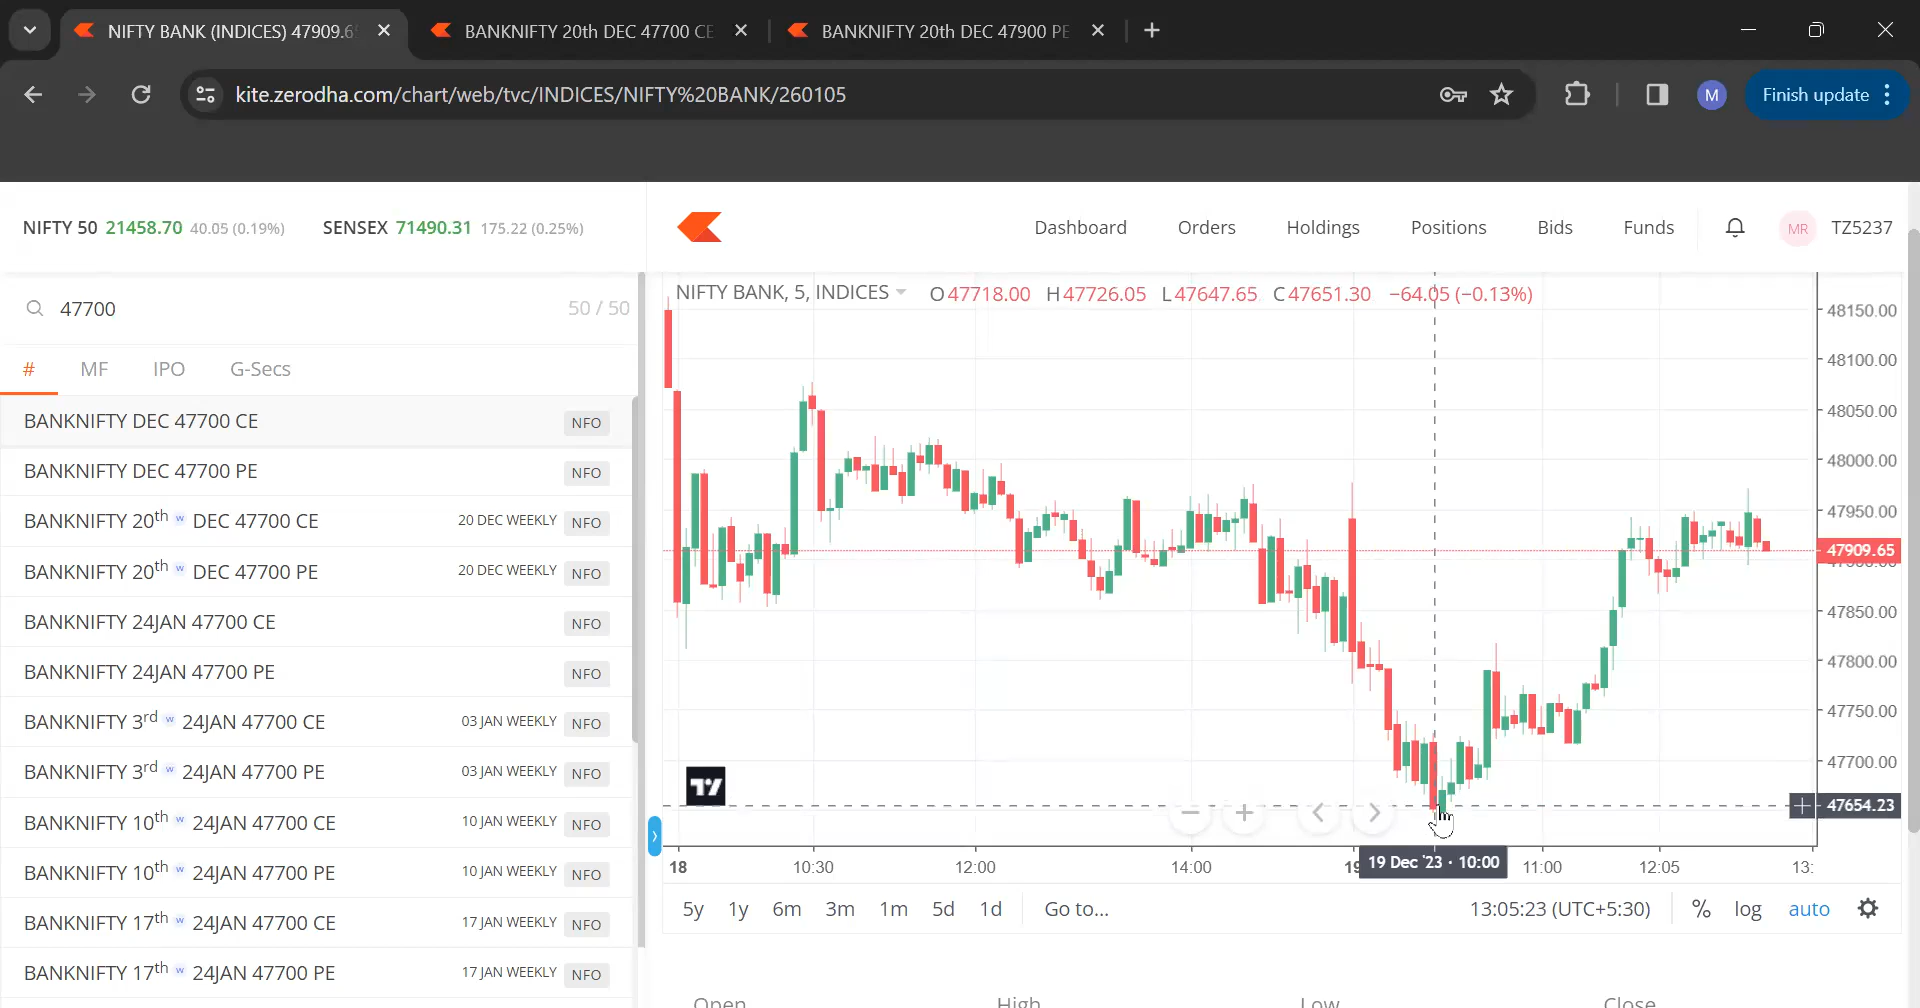 NIFTY BANK (INDICES) 47909.65
BANKNIFTY 20th DEC 47700 CE
BANKNIFTY 20th DEC 47900 PE
kite.zerodha.com/chart/web/tvc/INDICES/NIFTY%20BANK/260105
M
Finish update
NIFTY 50 21458.70 40.05 (0.19%)
SENSEX 71490.31 175.22 (0.25%)
Dashboard
Orders
Holdings
Positions
Bids
Funds
MR
TZ5237
47700
50 / 50
# MF IPO G-Secs
BANKNIFTY DEC 47700 CE NFO
BANKNIFTY DEC 47700 PE NFO
BANKNIFTY 20th w DEC 47700 CE 20 DEC WEEKLY NFO
BANKNIFTY 20th w DEC 47700 PE 20 DEC WEEKLY NFO
BANKNIFTY 24JAN 47700 CE NFO
BANKNIFTY 24JAN 47700 PE NFO
BANKNIFTY 3rd w 24JAN 47700 CE 03 JAN WEEKLY NFO
BANKNIFTY 3rd w 24JAN 47700 PE 03 JAN WEEKLY NFO
BANKNIFTY 10th w 24JAN 47700 CE 10 JAN WEEKLY NFO
BANKNIFTY 10th w 24JAN 47700 PE 10 JAN WEEKLY NFO
BANKNIFTY 17th w 24JAN 47700 CE 17 JAN WEEKLY NFO
BANKNIFTY 17th w 24JAN 47700 PE 17 JAN WEEKLY NFO
NIFTY BANK, 5, INDICES O47718.00 H47726.05 L47647.65 C47651.30 −64.05 (−0.13%)
48150.00
48100.00
48050.00
48000.00
47950.00
47909.65
47900.00
47850.00
47800.00
47750.00
47700.00
47654.23
18 10:30 12:00 14:00 19 19 Dec '23 · 10:00 11:00 12:05 13:
5y 1y 6m 3m 1m 5d 1d Go to... 13:05:23 (UTC+5:30) % log auto
Open High Low Close